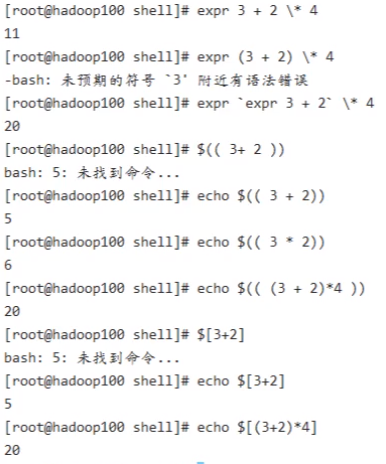 [root@hadoop100 shell]# expr 3 + 2 \* 4
11
[root@hadoop100 shell]# expr (3 + 2) \* 4
-bash: 未预期的符号 `3' 附近有语法错误
[root@hadoop100 shell]# expr `expr 3 + 2` \* 4
20
[root@hadoop100 shell]# $(( 3+ 2 ))
bash: 5: 未找到命令...
[root@hadoop100 shell]# echo $(( 3 + 2))
5
[root@hadoop100 shell]# echo $(( 3 * 2))
6
[root@hadoop100 shell]# echo $(( (3 + 2)*4 ))
20
[root@hadoop100 shell]# $[3+2]
bash: 5: 未找到命令...
[root@hadoop100 shell]# echo $[3+2]
5
[root@hadoop100 shell]# echo $[(3+2)*4]
20